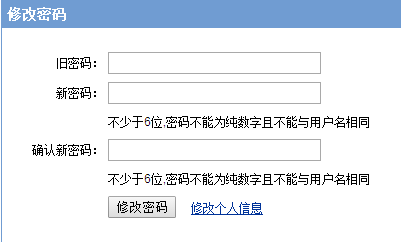 修改密码
旧密码：
新密码：
不少于6位,密码不能为纯数字且不能与用户名相同
确认新密码：
不少于6位,密码不能为纯数字且不能与用户名相同
修改密码 修改个人信息